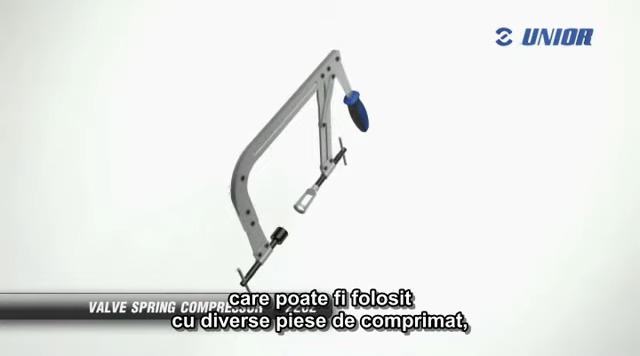 UNIOR
VALVE SPRING COMPRESSOR
care poate fi folosit
cu diverse piese de comprimat,